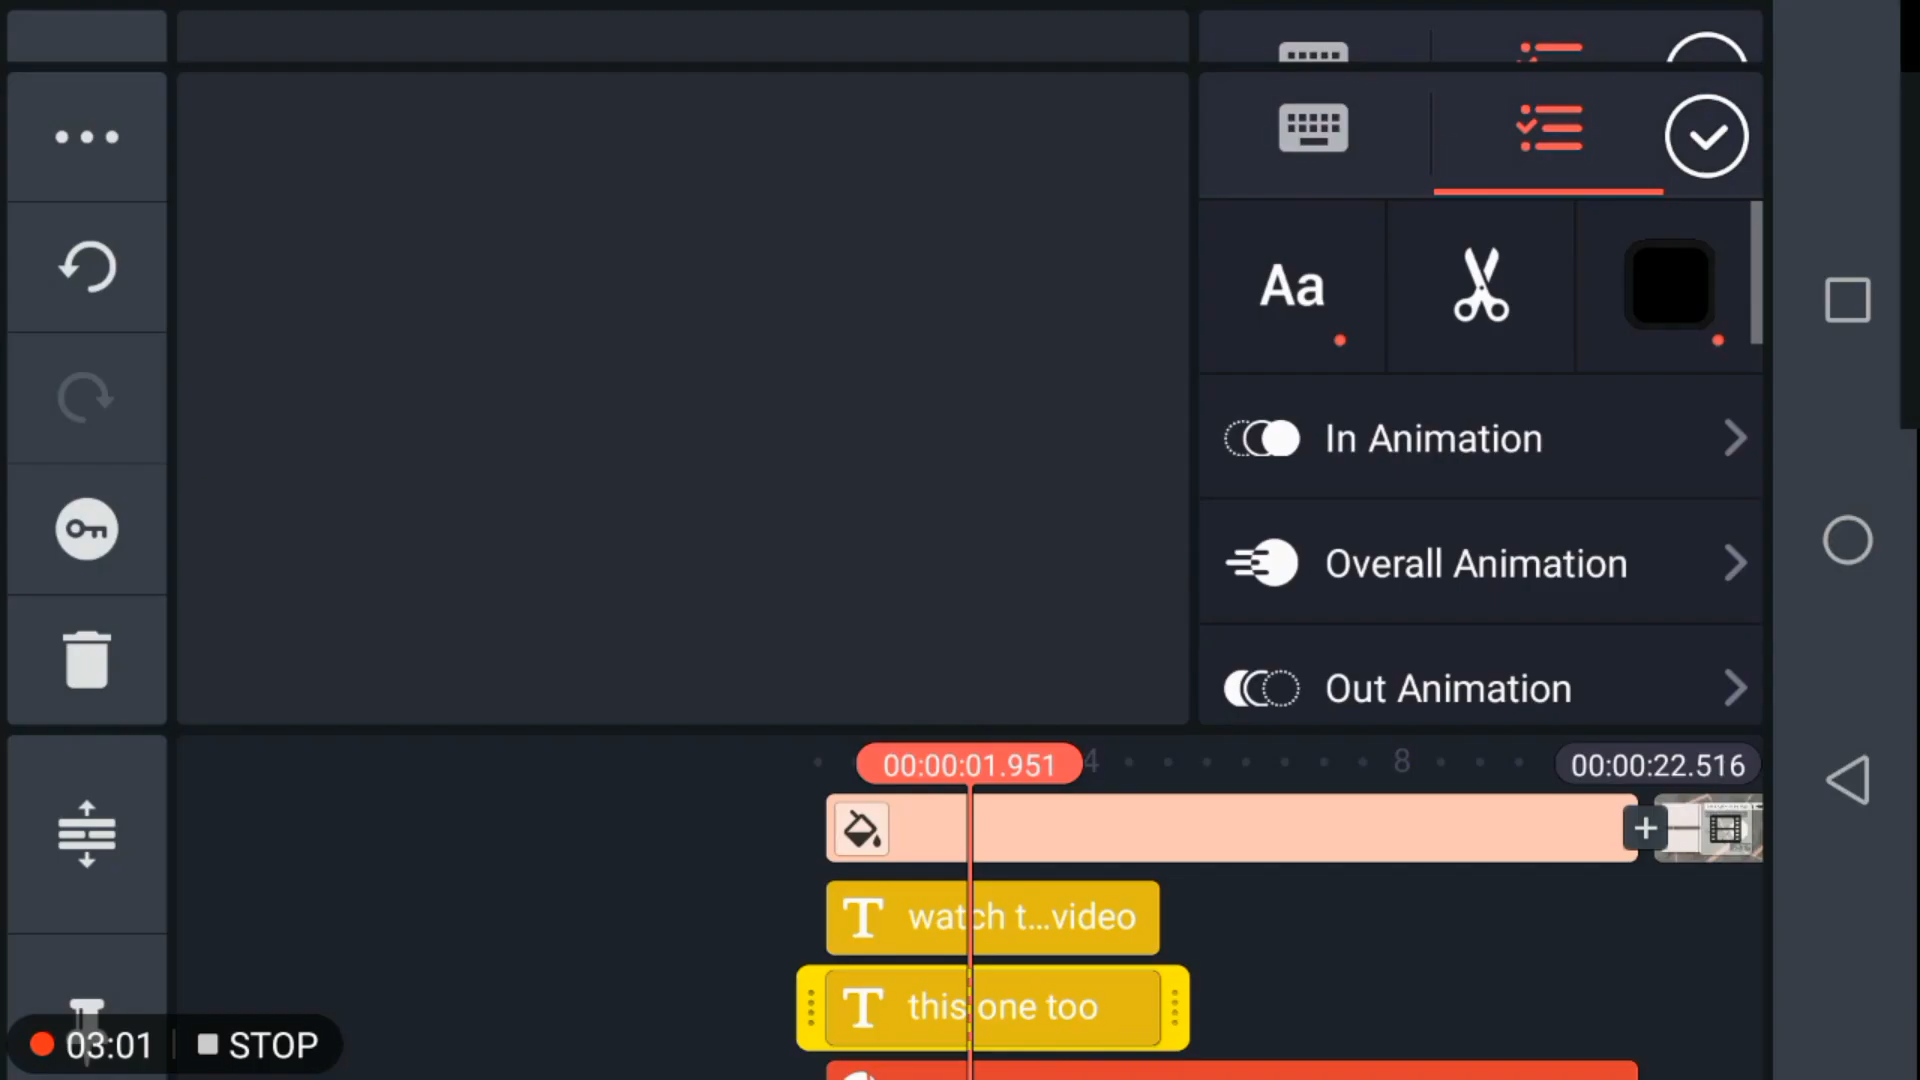 Aa
In Animation
Overall Animation
Out Animation
00:00:01.951
4
8
00:00:22.516
T watch t...video
T this one too
03:01
STOP